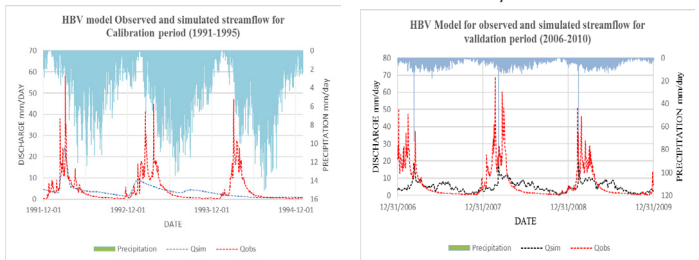 HBV model Observed and simulated streamflow for
Calibration period (1991-1995)
DISCHARGE mm/DAY
70
60
50
40
30
20
10
0
0
2
4
6
8
10
12
14
16
PRECIPITATION mm/day
1991-12-01
1992-12-01
1993-12-01
1994-12-01
DATE
Precipitation
Qsim
Qobs
HBV Model for observed and simulated streamflow for
validation period (2006-2010)
DISCHARGE mm/day
80
70
60
50
40
30
20
10
0
0
20
40
60
80
100
120
PRECIPITATION mm/day
12/31/2006
12/31/2007
12/31/2008
12/31/2009
DATE
Precipitation
Qsim
Qobs